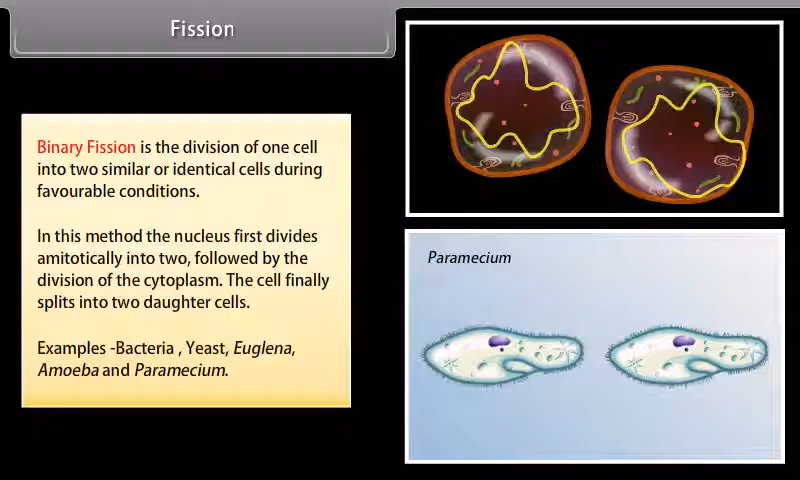 Fission
Binary Fission is the division of one cell
into two similar or identical cells during
favourable conditions.
In this method the nucleus first divides
amitotically into two, followed by the
division of the cytoplasm. The cell finally
splits into two daughter cells.
Examples -Bacteria , Yeast, Euglena,
Amoeba and Paramecium.
Paramecium